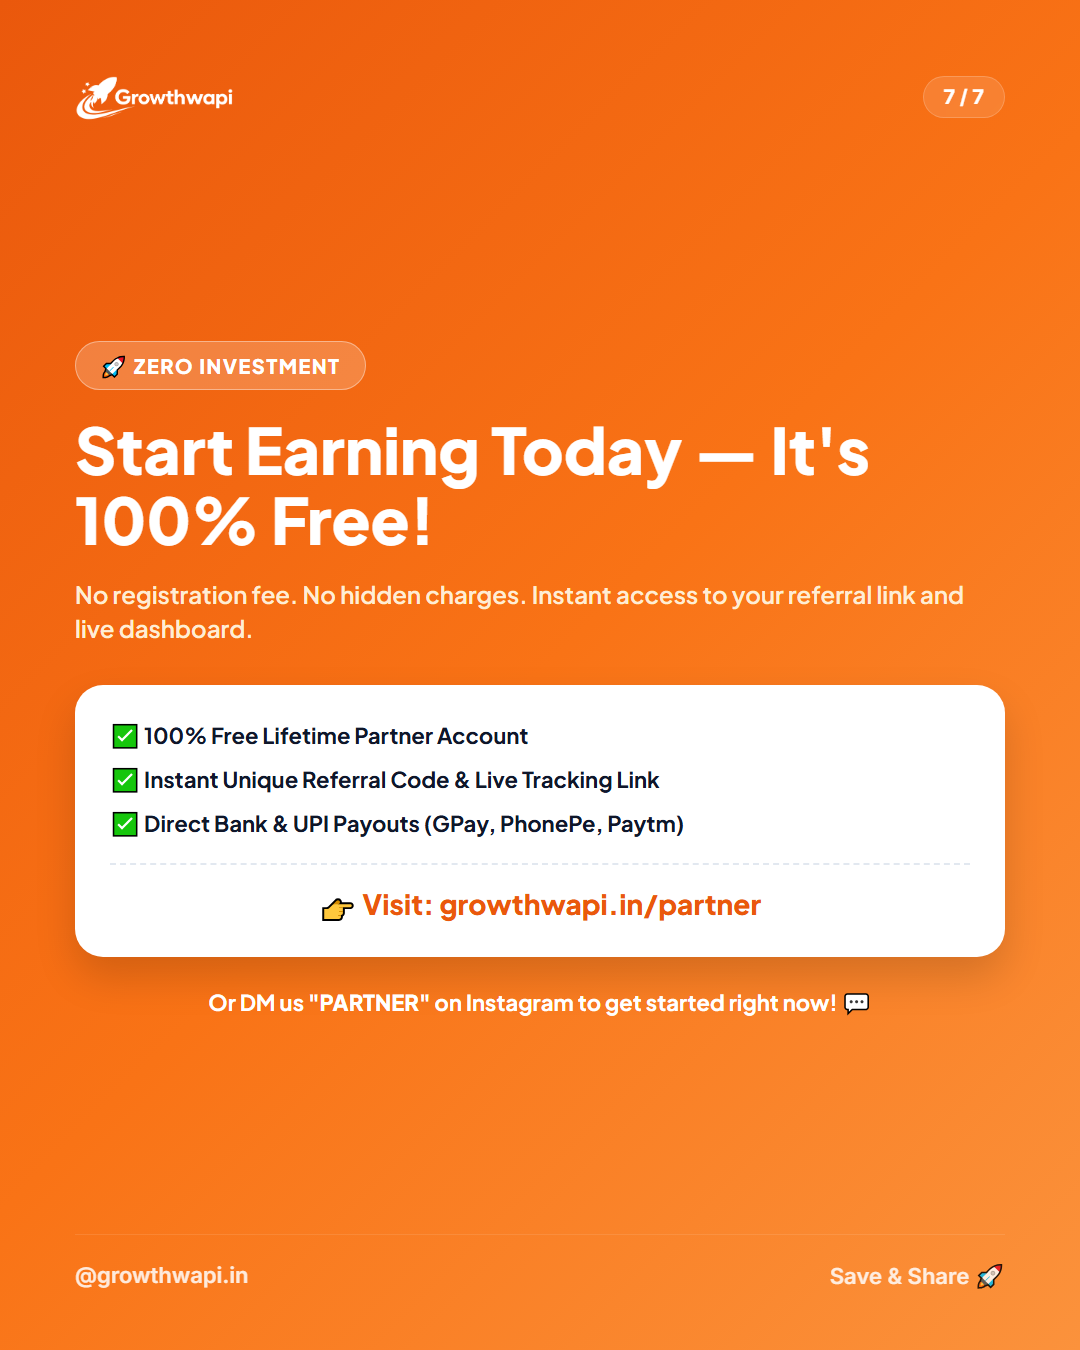 Growthwapi
7 / 7
🚀 ZERO INVESTMENT
Start Earning Today — It's
100% Free!
No registration fee. No hidden charges. Instant access to your referral link and
live dashboard.
✅ 100% Free Lifetime Partner Account
✅ Instant Unique Referral Code & Live Tracking Link
✅ Direct Bank & UPI Payouts (GPay, PhonePe, Paytm)
👉 Visit: growthwapi.in/partner
Or DM us "PARTNER" on Instagram to get started right now! 💬
@growthwapi.in
Save & Share 🚀